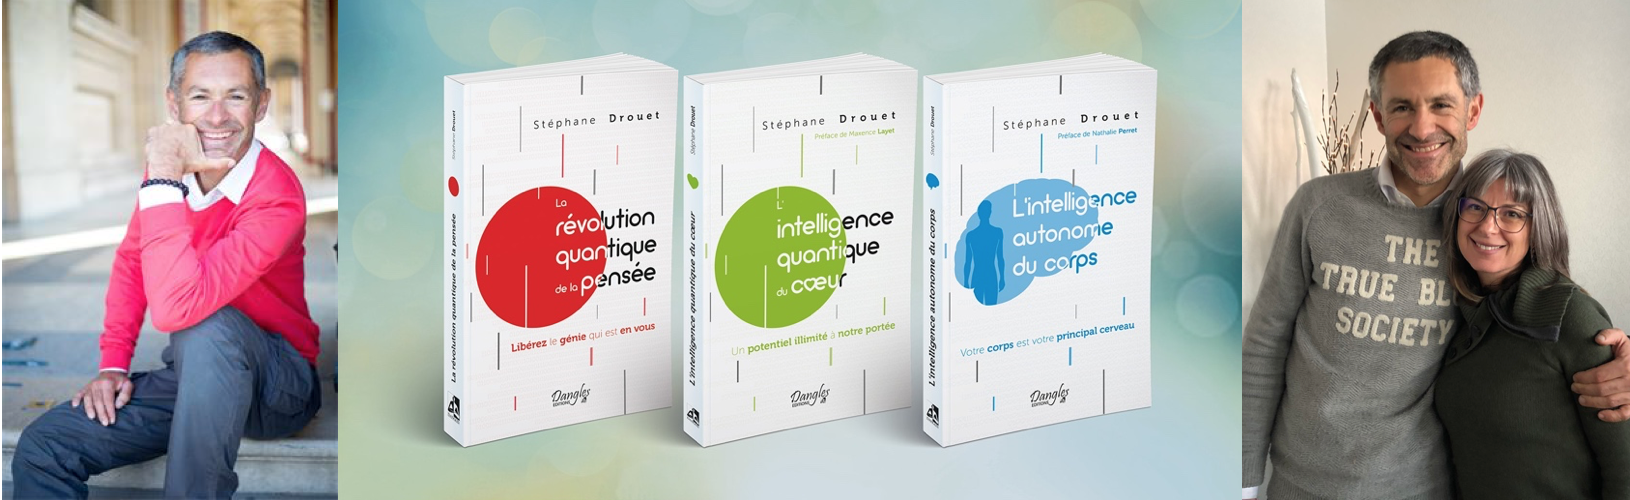 Stéphane Drouet
La
révolution
quantique
de la pensée
Libérez le génie qui est en vous
Dangles
EDITIONS
Stéphane Drouet
La révolution quantique de la pensée
Stéphane Drouet
Préface de Maxence Layet
L'
intelligence
quantique
du cœur
Un potentiel illimité à notre portée
Dangles
EDITIONS
Stéphane Drouet
L'intelligence quantique du cœur
Stéphane Drouet
Préface de Nathalie Perret
L'intelligence
autonome
du corps
Votre corps est votre principal cerveau
Dangles
EDITIONS
Stéphane Drouet
L'intelligence autonome du corps
THE
TRUE BL
SOCIETY